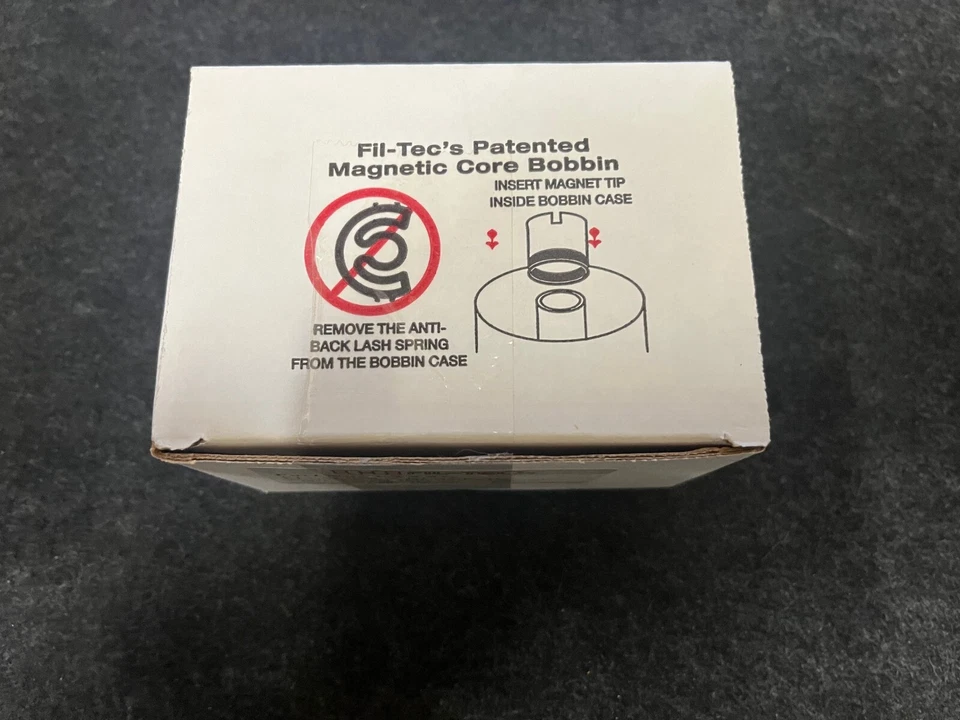 Fil-Tec's Patented
Magnetic Core Bobbin
INSERT MAGNET TIP
INSIDE BOBBIN CASE
REMOVE THE ANTI-
BACK LASH SPRING
FROM THE BOBBIN CASE